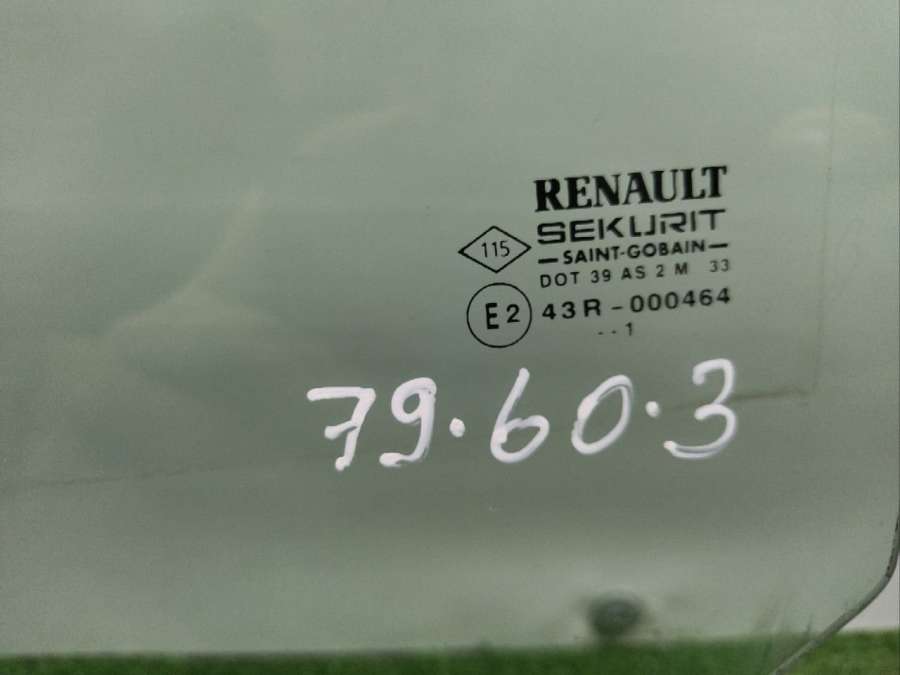 RENAULT
SEKURIT
115
SAINT-GOBAIN
DOT 39 AS 2 M 33
E2 43R-000464
--1
79.60.3